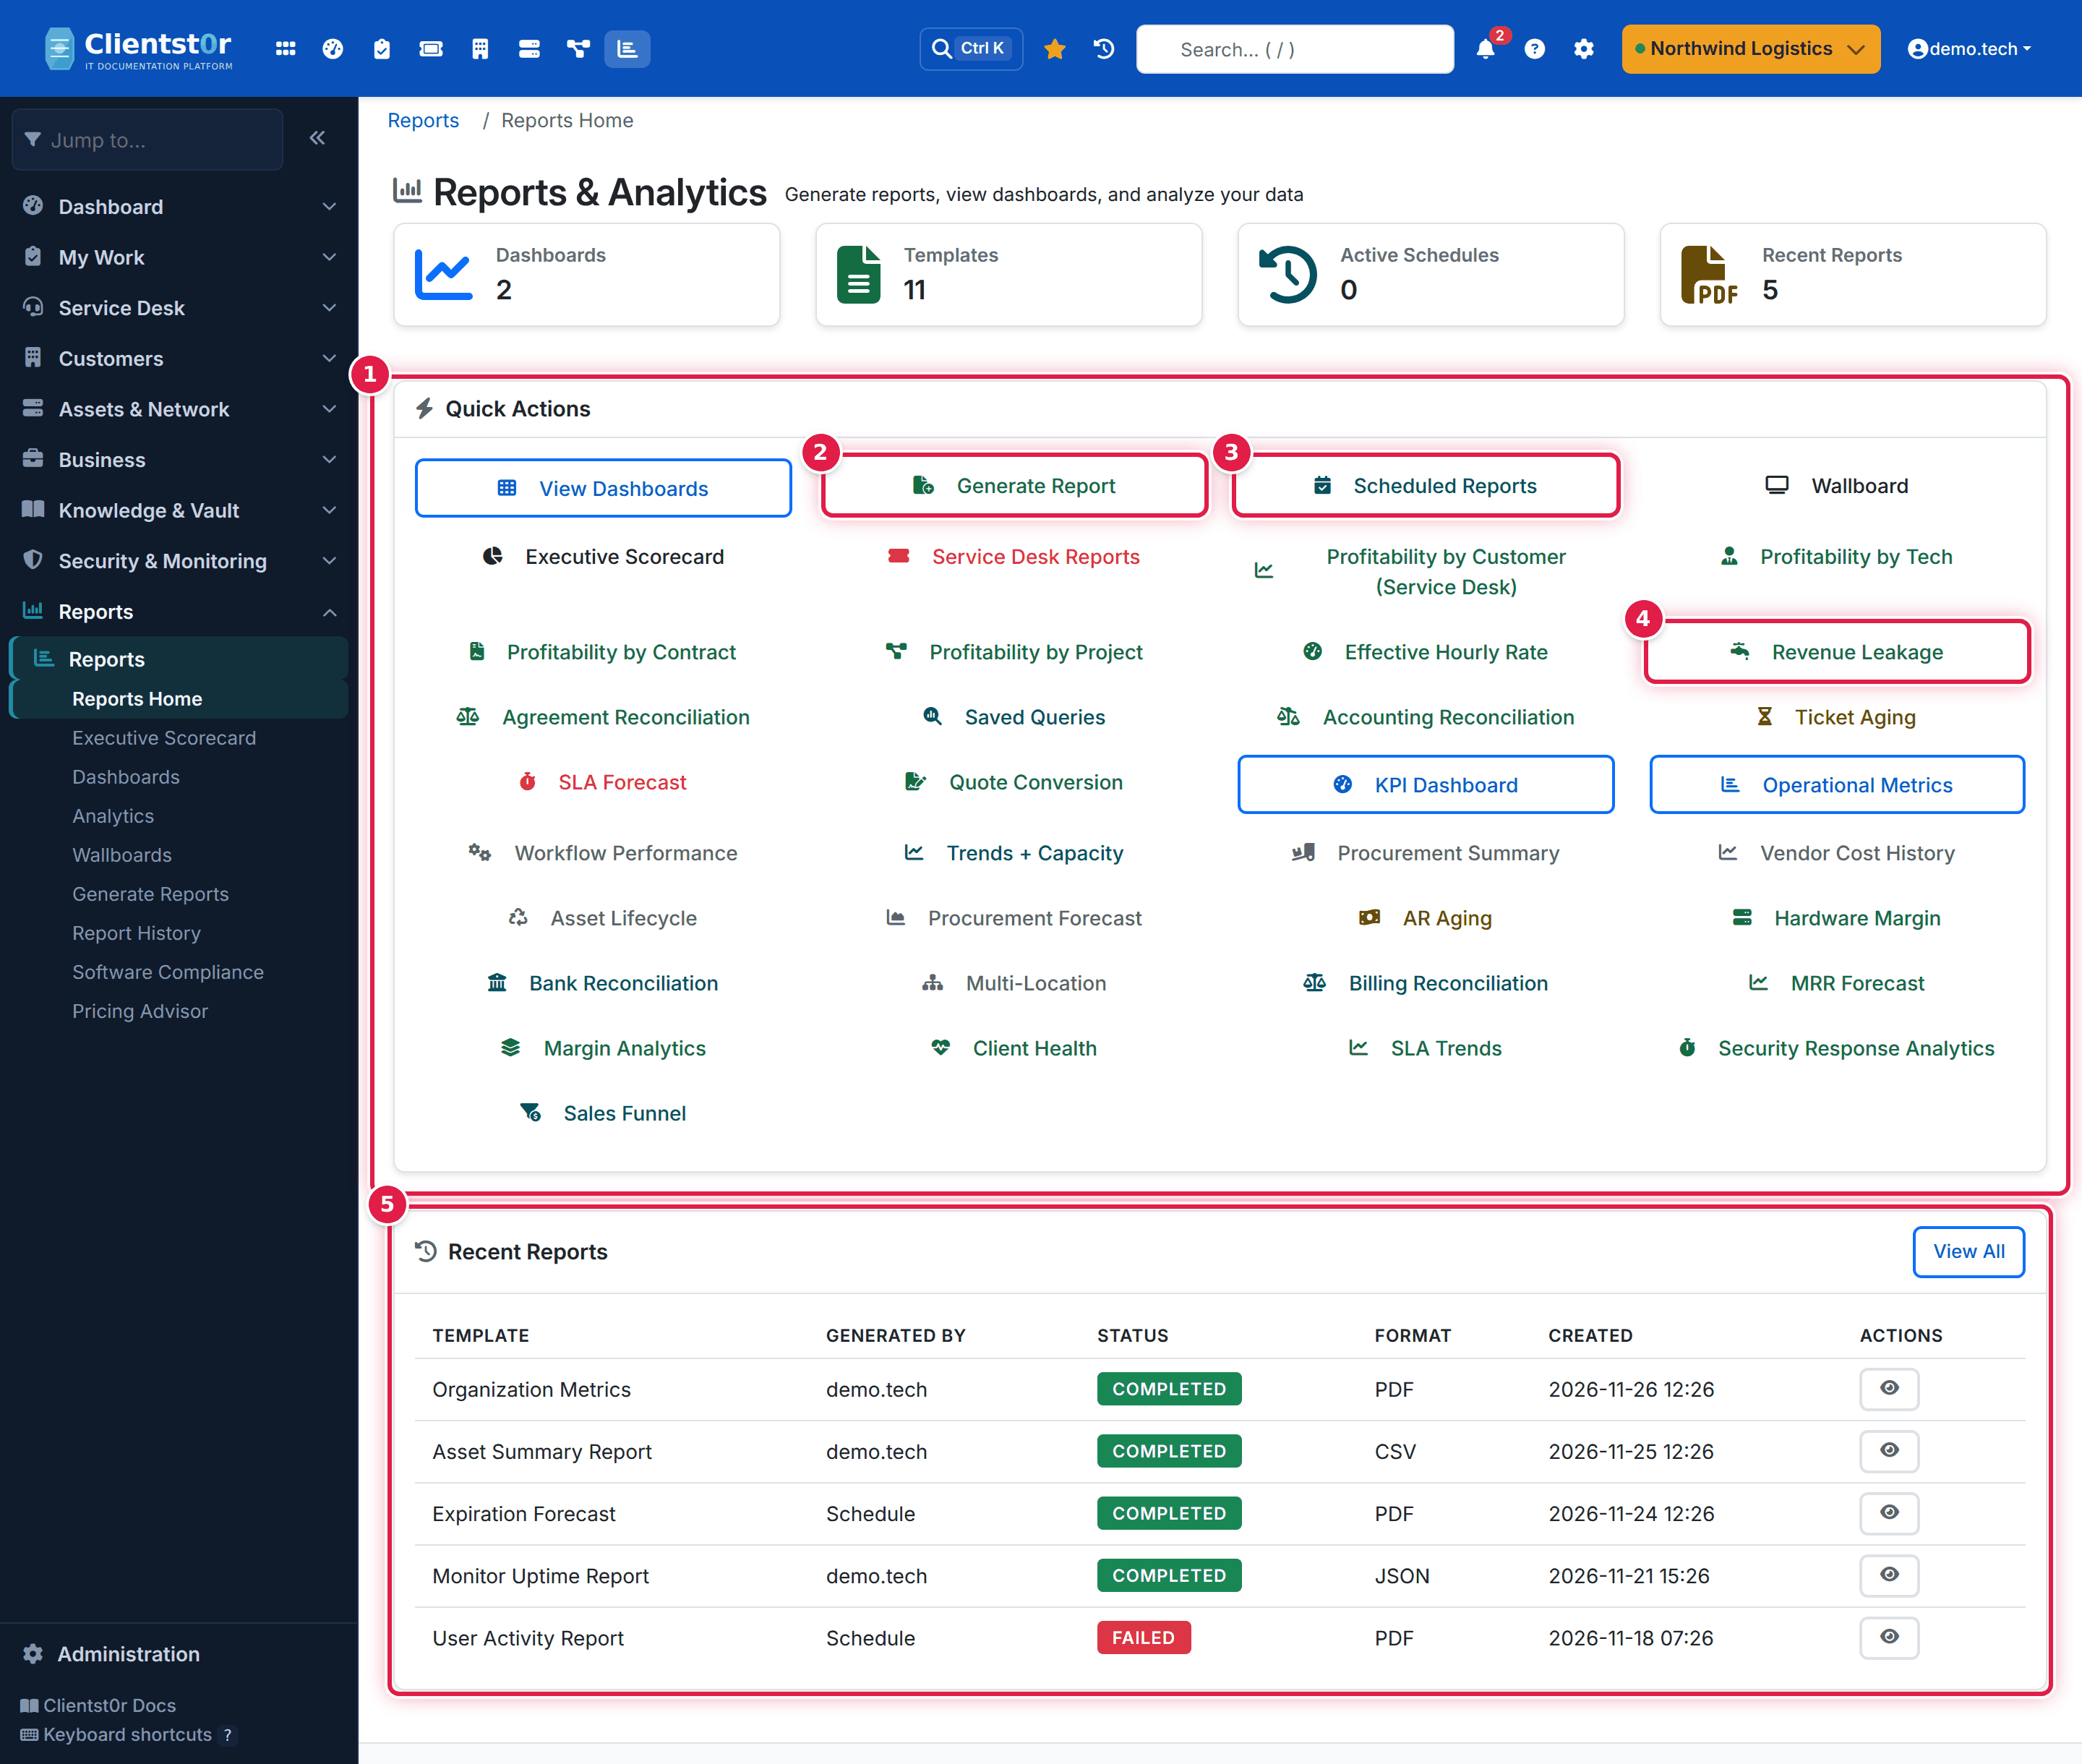 Clientst0r
IT DOCUMENTATION PLATFORM
Ctrl K
Search... ( / )
2
?
Northwind Logistics
demo.tech
Jump to...
Dashboard
My Work
Service Desk
Customers
Assets & Network
Business
Knowledge & Vault
Security & Monitoring
Reports
Reports
Reports Home
Executive Scorecard
Dashboards
Analytics
Wallboards
Generate Reports
Report History
Software Compliance
Pricing Advisor
Administration
Clientst0r Docs
Keyboard shortcuts ?
Reports / Reports Home
Reports & Analytics Generate reports, view dashboards, and analyze your data
Dashboards
2
Templates
11
Active Schedules
0
PDF
Recent Reports
5
1
Quick Actions
View Dashboards
2
Generate Report
3
Scheduled Reports
Wallboard
Executive Scorecard
Service Desk Reports
Profitability by Customer
(Service Desk)
Profitability by Tech
Profitability by Contract
Profitability by Project
Effective Hourly Rate
4
Revenue Leakage
Agreement Reconciliation
Saved Queries
Accounting Reconciliation
Ticket Aging
SLA Forecast
Quote Conversion
KPI Dashboard
Operational Metrics
Workflow Performance
Trends + Capacity
Procurement Summary
Vendor Cost History
Asset Lifecycle
Procurement Forecast
AR Aging
Hardware Margin
Bank Reconciliation
Multi-Location
Billing Reconciliation
MRR Forecast
Margin Analytics
Client Health
SLA Trends
Security Response Analytics
Sales Funnel
5
Recent Reports
View All
TEMPLATE GENERATED BY STATUS FORMAT CREATED ACTIONS
Organization Metrics demo.tech COMPLETED PDF 2026-11-26 12:26
Asset Summary Report demo.tech COMPLETED CSV 2026-11-25 12:26
Expiration Forecast Schedule COMPLETED PDF 2026-11-24 12:26
Monitor Uptime Report demo.tech COMPLETED JSON 2026-11-21 15:26
User Activity Report Schedule FAILED PDF 2026-11-18 07:26